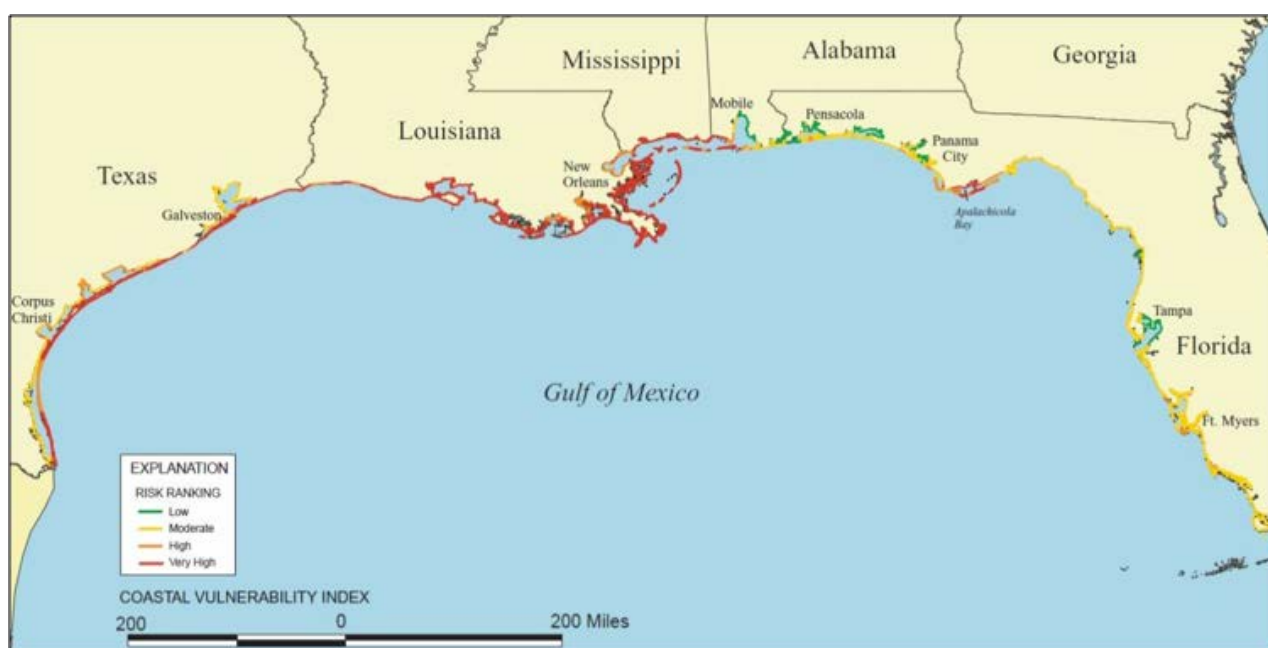 Mississippi
Alabama
Georgia
Mobile
Pensacola
Louisiana
Panama
City
New
Orleans
Texas
Galveston
Apalachicola
Bay
Corpus
Christi
Tampa
Florida
Gulf of Mexico
Ft. Myers
EXPLANATION
RISK RANKING
Low
Moderate
High
Very High
COASTAL VULNERABILITY INDEX
200 0 200 Miles